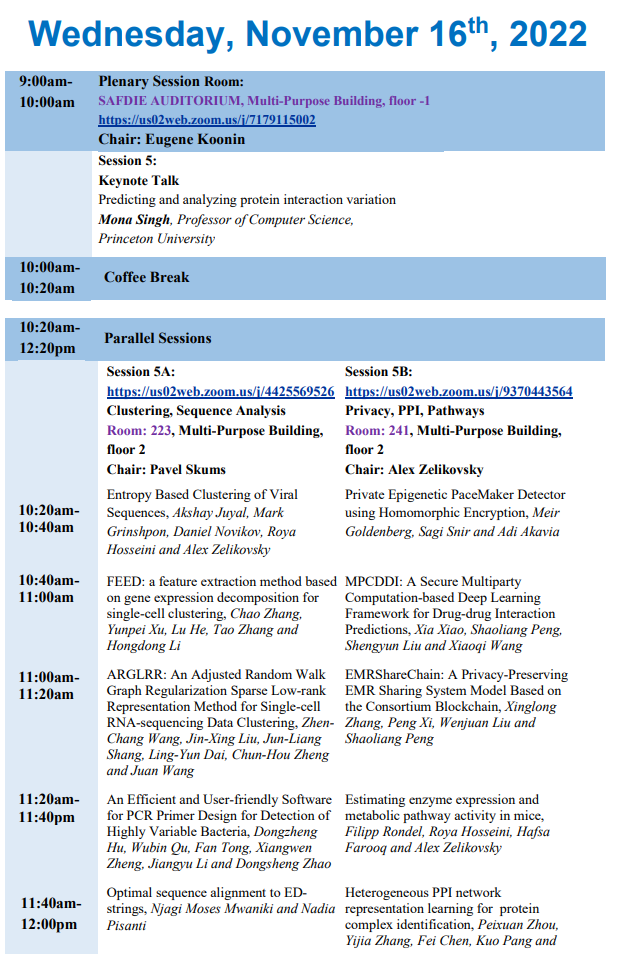 Wednesday, November 16th, 2022
9:00am-
10:00am
Plenary Session Room:
SAFDIE AUDITORIUM, Multi-Purpose Building, floor -1
https://us02web.zoom.us/j/7179115002
Chair: Eugene Koonin
Session 5:
Keynote Talk
Predicting and analyzing protein interaction variation
Mona Singh, Professor of Computer Science,
Princeton University
10:00am-
10:20am
Coffee Break
10:20am-
12:20pm
Parallel Sessions
Session 5A:
https://us02web.zoom.us/j/4425569526
Clustering, Sequence Analysis
Room: 223, Multi-Purpose Building,
floor 2
Chair: Pavel Skums
Session 5B:
https://us02web.zoom.us/j/9370443564
Privacy, PPI, Pathways
Room: 241, Multi-Purpose Building,
floor 2
Chair: Alex Zelikovsky
10:20am-
10:40am
Entropy Based Clustering of Viral
Sequences, Akshay Juyal, Mark
Grinshpon, Daniel Novikov, Roya
Hosseini and Alex Zelikovsky
Private Epigenetic PaceMaker Detector
using Homomorphic Encryption, Meir
Goldenberg, Sagi Snir and Adi Akavia
10:40am-
11:00am
FEED: a feature extraction method based
on gene expression decomposition for
single-cell clustering, Chao Zhang,
Yunpei Xu, Lu He, Tao Zhang and
Hongdong Li
MPCDDI: A Secure Multiparty
Computation-based Deep Learning
Framework for Drug-drug Interaction
Predictions, Xia Xiao, Shaoliang Peng,
Shengyun Liu and Xiaoqi Wang
11:00am-
11:20am
ARGLRR: An Adjusted Random Walk
Graph Regularization Sparse Low-rank
Representation Method for Single-cell
RNA-sequencing Data Clustering, Zhen-
Chang Wang, Jin-Xing Liu, Jun-Liang
Shang, Ling-Yun Dai, Chun-Hou Zheng
and Juan Wang
EMRShareChain: A Privacy-Preserving
EMR Sharing System Model Based on
the Consortium Blockchain, Xinglong
Zhang, Peng Xi, Wenjuan Liu and
Shaoliang Peng
11:20am-
11:40pm
An Efficient and User-friendly Software
for PCR Primer Design for Detection of
Highly Variable Bacteria, Dongzheng
Hu, Wubin Qu, Fan Tong, Xiangwen
Zheng, Jiangyu Li and Dongsheng Zhao
Estimating enzyme expression and
metabolic pathway activity in mice,
Filipp Rondel, Roya Hosseini, Hafsa
Farooq and Alex Zelikovsky
11:40am-
12:00pm
Optimal sequence alignment to ED-
strings, Njagi Moses Mwaniki and Nadia
Pisanti
Heterogeneous PPI network
representation learning for protein
complex identification, Peixuan Zhou,
Yijia Zhang, Fei Chen, Kuo Pang and